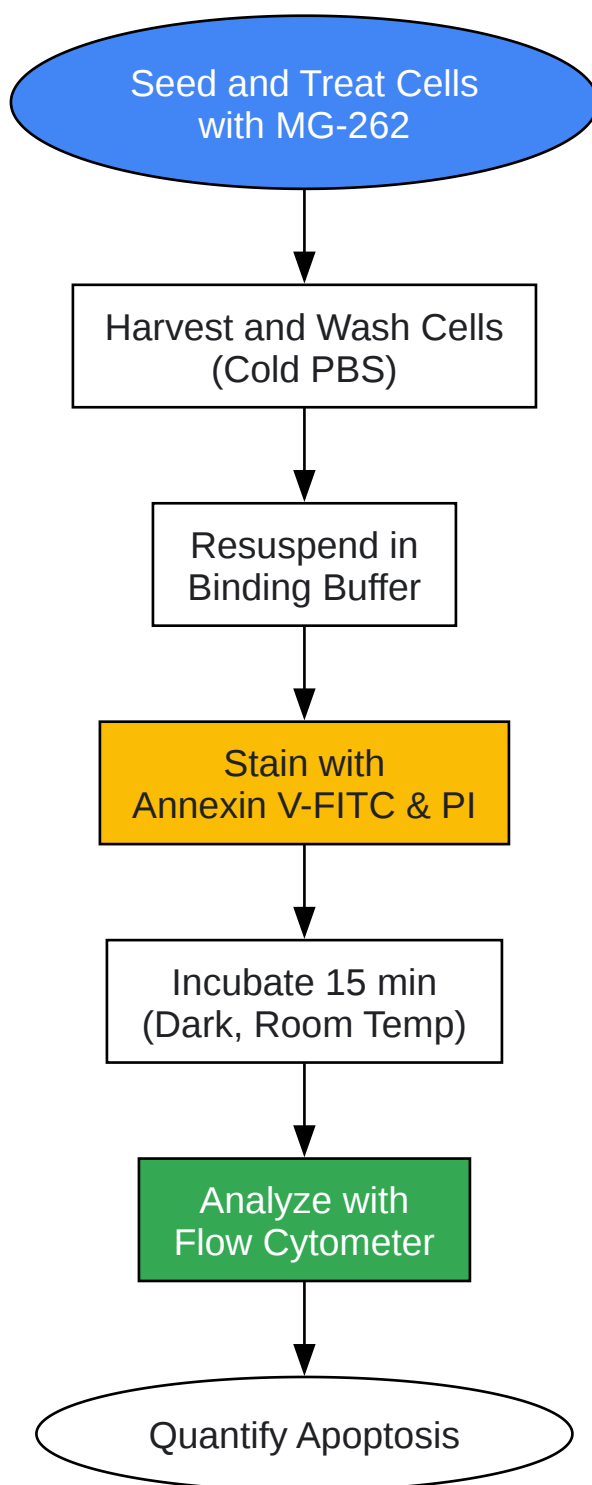 Seed and Treat Cells
with MG-262
Harvest and Wash Cells
(Cold PBS)
Resuspend in
Binding Buffer
Stain with
Annexin V-FITC & PI
Incubate 15 min
(Dark, Room Temp)
Analyze with
Flow Cytometer
Quantify Apoptosis